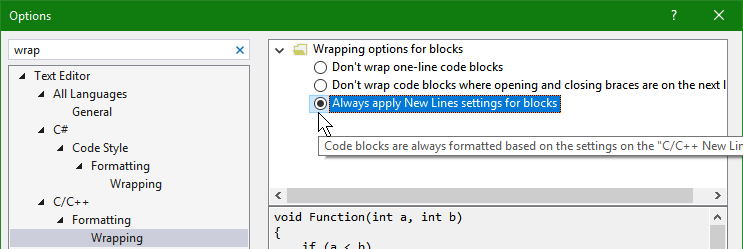 Options
?
wrap
Text Editor
All Languages
General
C#
Code Style
Formatting
Wrapping
C/C++
Formatting
Wrapping
Wrapping options for blocks
Don't wrap one-line code blocks
Don't wrap code blocks where opening and closing braces are on the next l
Always apply New Lines settings for blocks
Code blocks are always formatted based on the settings on the "C/C++ New Lin
void Function(int a, int b)
{
if (a < b)